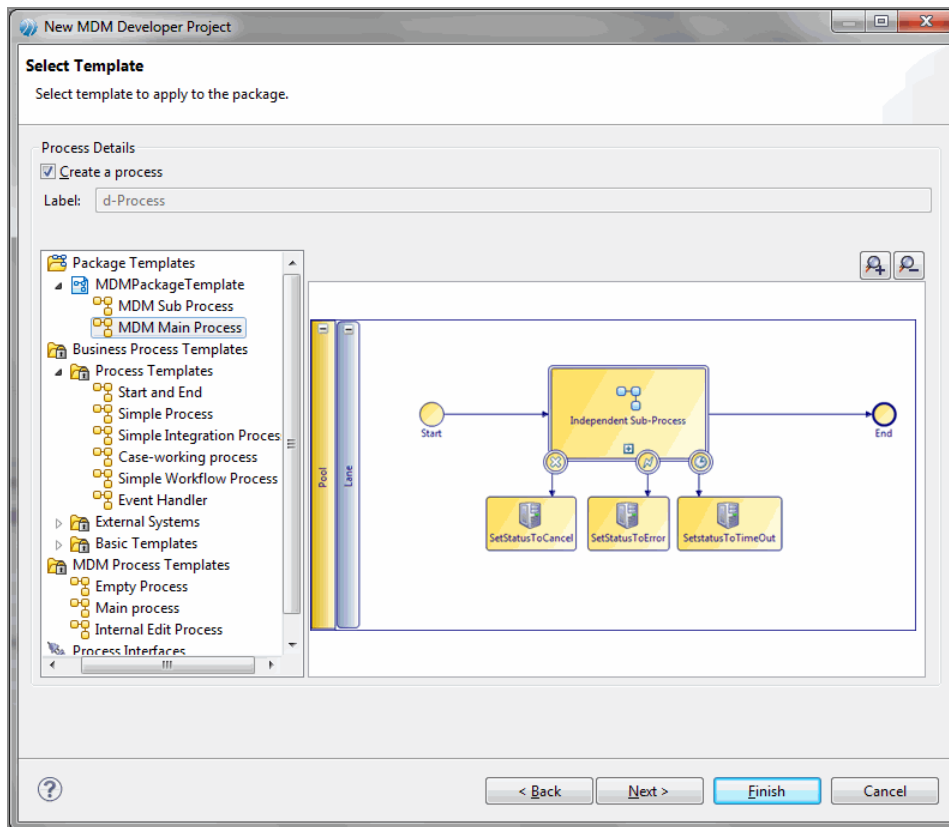 New MDM Developer Project
Select Template
Select template to apply to the package.
Process Details
Create a process
Label: d-Process
Package Templates
MDMPackageTemplate
MDM Sub Process
MDM Main Process
Business Process Templates
Process Templates
Start and End
Simple Process
Simple Integration Proces
Case-working process
Simple Workflow Process
Event Handler
External Systems
Basic Templates
MDM Process Templates
Empty Process
Main process
Internal Edit Process
Process Interfaces
Pool
Lane
Start
Independent Sub-Process
End
SetStatusToCancel
SetStatusToError
SetstatusToTimeOut
< Back
Next >
Finish
Cancel